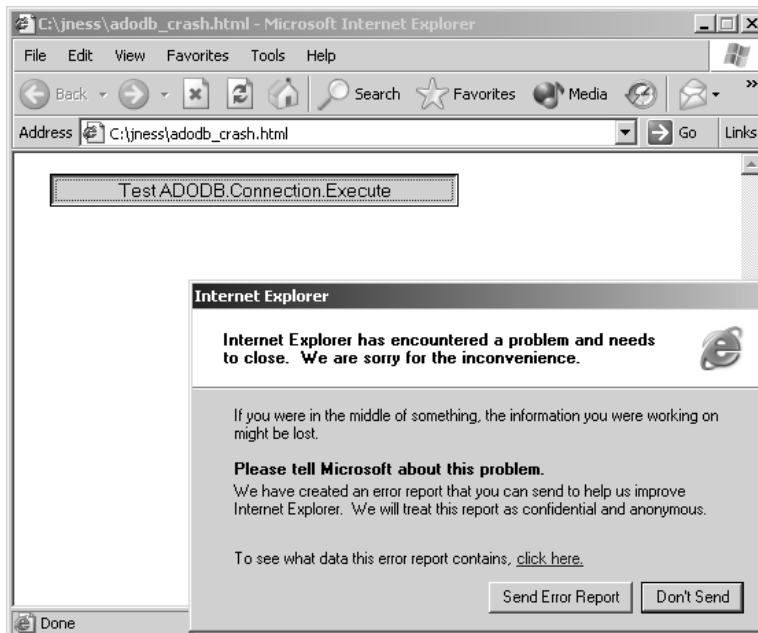 C:\jness\adodb_crash.html - Microsoft Internet Explorer
File Edit View Favorites Tools Help
Back Search Favorites Media »
Address C:\jness\adodb_crash.html Go Links
Test ADODB.Connection.Execute
Internet Explorer
Internet Explorer has encountered a problem and needs
to close. We are sorry for the inconvenience.
If you were in the middle of something, the information you were working on
might be lost.
Please tell Microsoft about this problem.
We have created an error report that you can send to help us improve
Internet Explorer. We will treat this report as confidential and anonymous.
To see what data this error report contains, click here.
Send Error Report Don't Send
Done